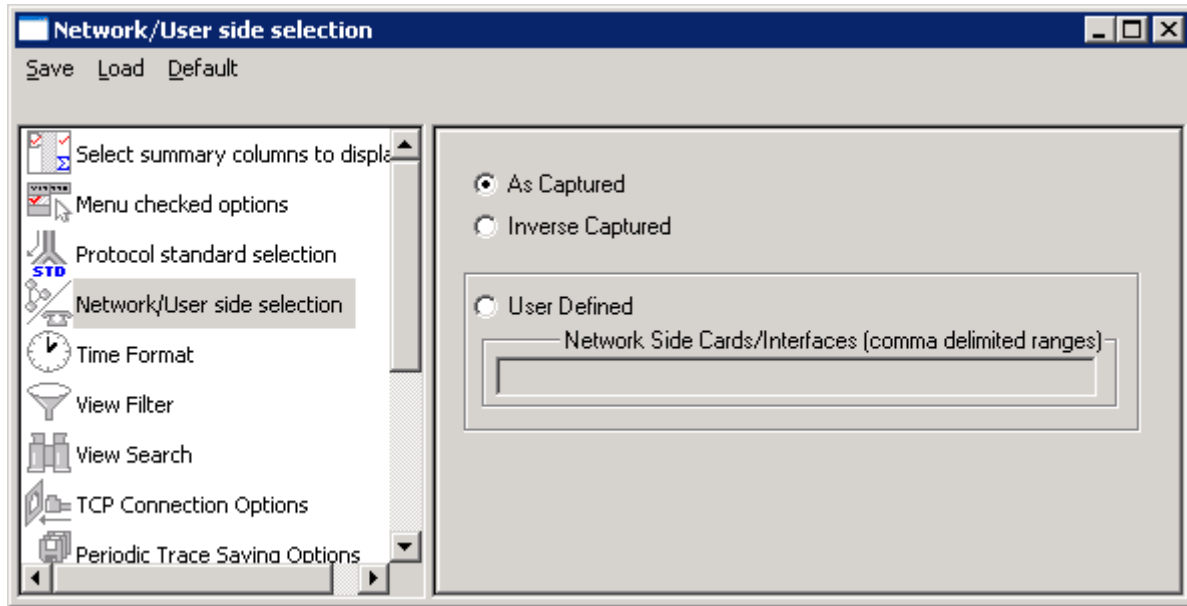 Network/User side selection
Save Load Default
Select summary columns to displa
Menu checked options
Protocol standard selection
STD
Network/User side selection
Time Format
View Filter
View Search
TCP Connection Options
Periodic Trace Saving Options
As Captured
Inverse Captured
User Defined
Network Side Cards/Interfaces (comma delimited ranges)